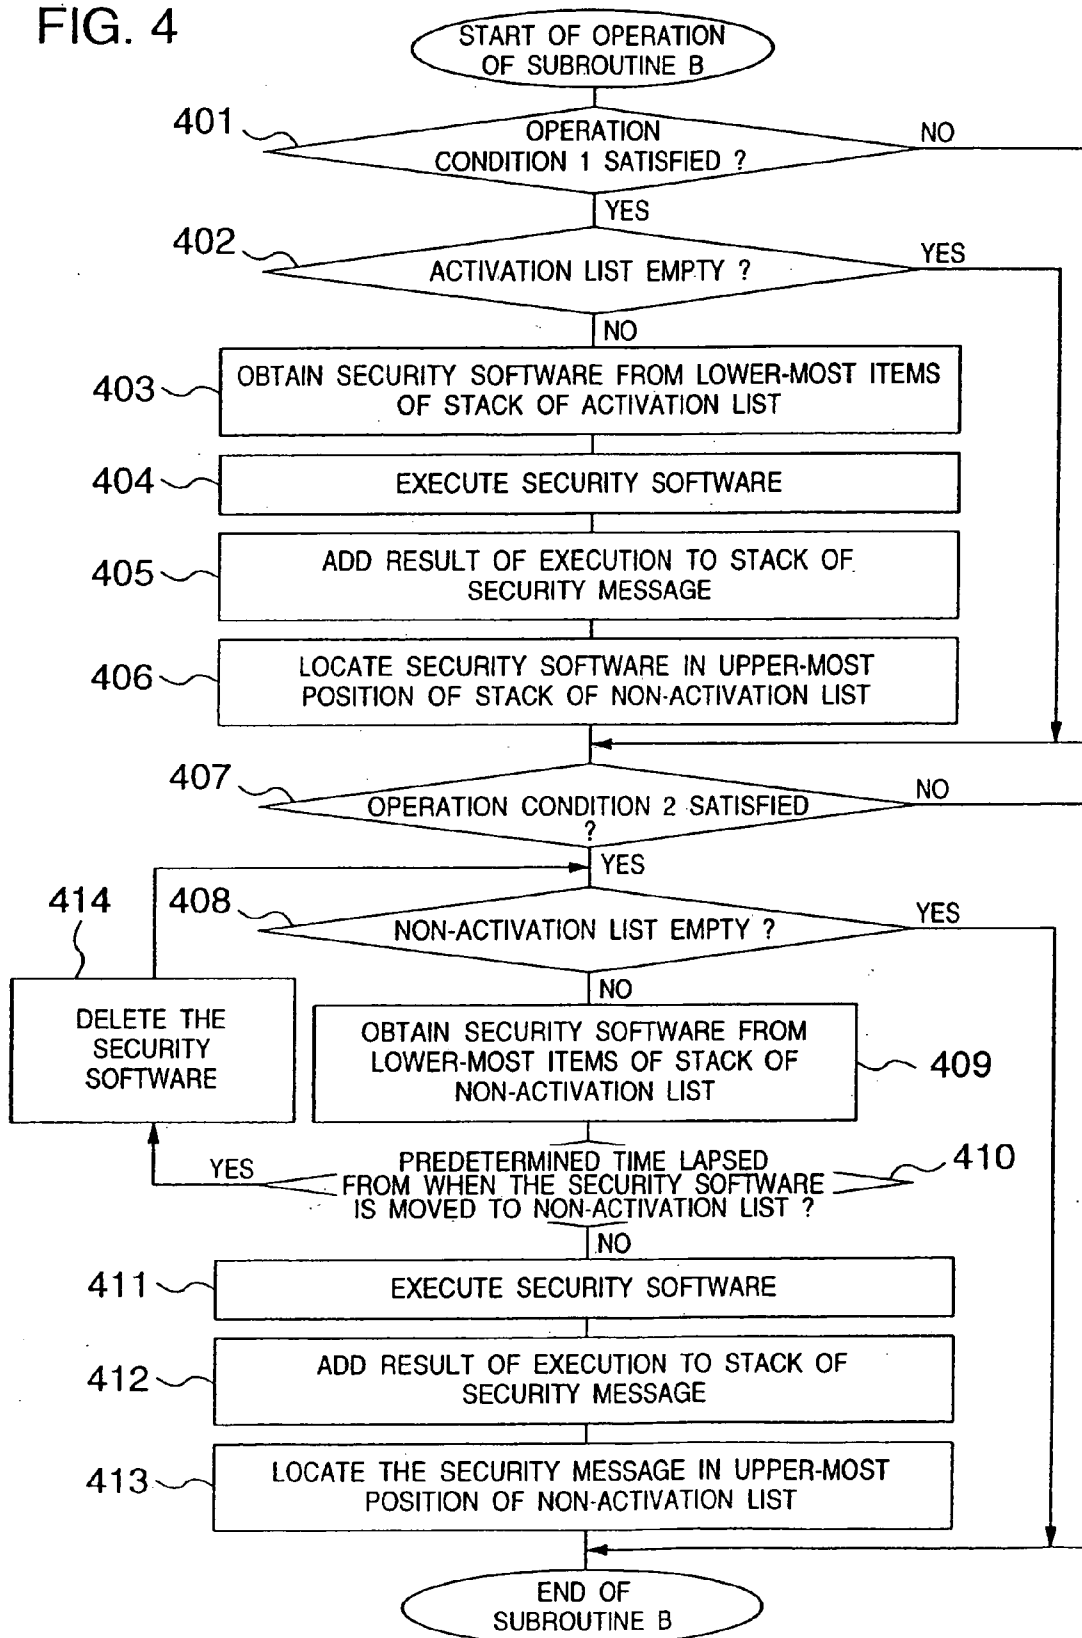 FIG. 4
START OF OPERATION
OF SUBROUTINE B
401
OPERATION
CONDITION 1 SATISFIED ?
NO
YES
402
ACTIVATION LIST EMPTY ?
YES
NO
403
OBTAIN SECURITY SOFTWARE FROM LOWER-MOST ITEMS
OF STACK OF ACTIVATION LIST
404
EXECUTE SECURITY SOFTWARE
405
ADD RESULT OF EXECUTION TO STACK OF
SECURITY MESSAGE
406
LOCATE SECURITY SOFTWARE IN UPPER-MOST
POSITION OF STACK OF NON-ACTIVATION LIST
407
OPERATION CONDITION 2 SATISFIED
?
NO
YES
414
408
NON-ACTIVATION LIST EMPTY ?
YES
NO
DELETE THE
SECURITY
SOFTWARE
OBTAIN SECURITY SOFTWARE FROM
LOWER-MOST ITEMS OF STACK OF
NON-ACTIVATION LIST
409
YES
PREDETERMINED TIME LAPSED
FROM WHEN THE SECURITY SOFTWARE
IS MOVED TO NON-ACTIVATION LIST ?
410
NO
411
EXECUTE SECURITY SOFTWARE
412
ADD RESULT OF EXECUTION TO STACK OF
SECURITY MESSAGE
413
LOCATE THE SECURITY MESSAGE IN UPPER-MOST
POSITION OF NON-ACTIVATION LIST
END OF
SUBROUTINE B